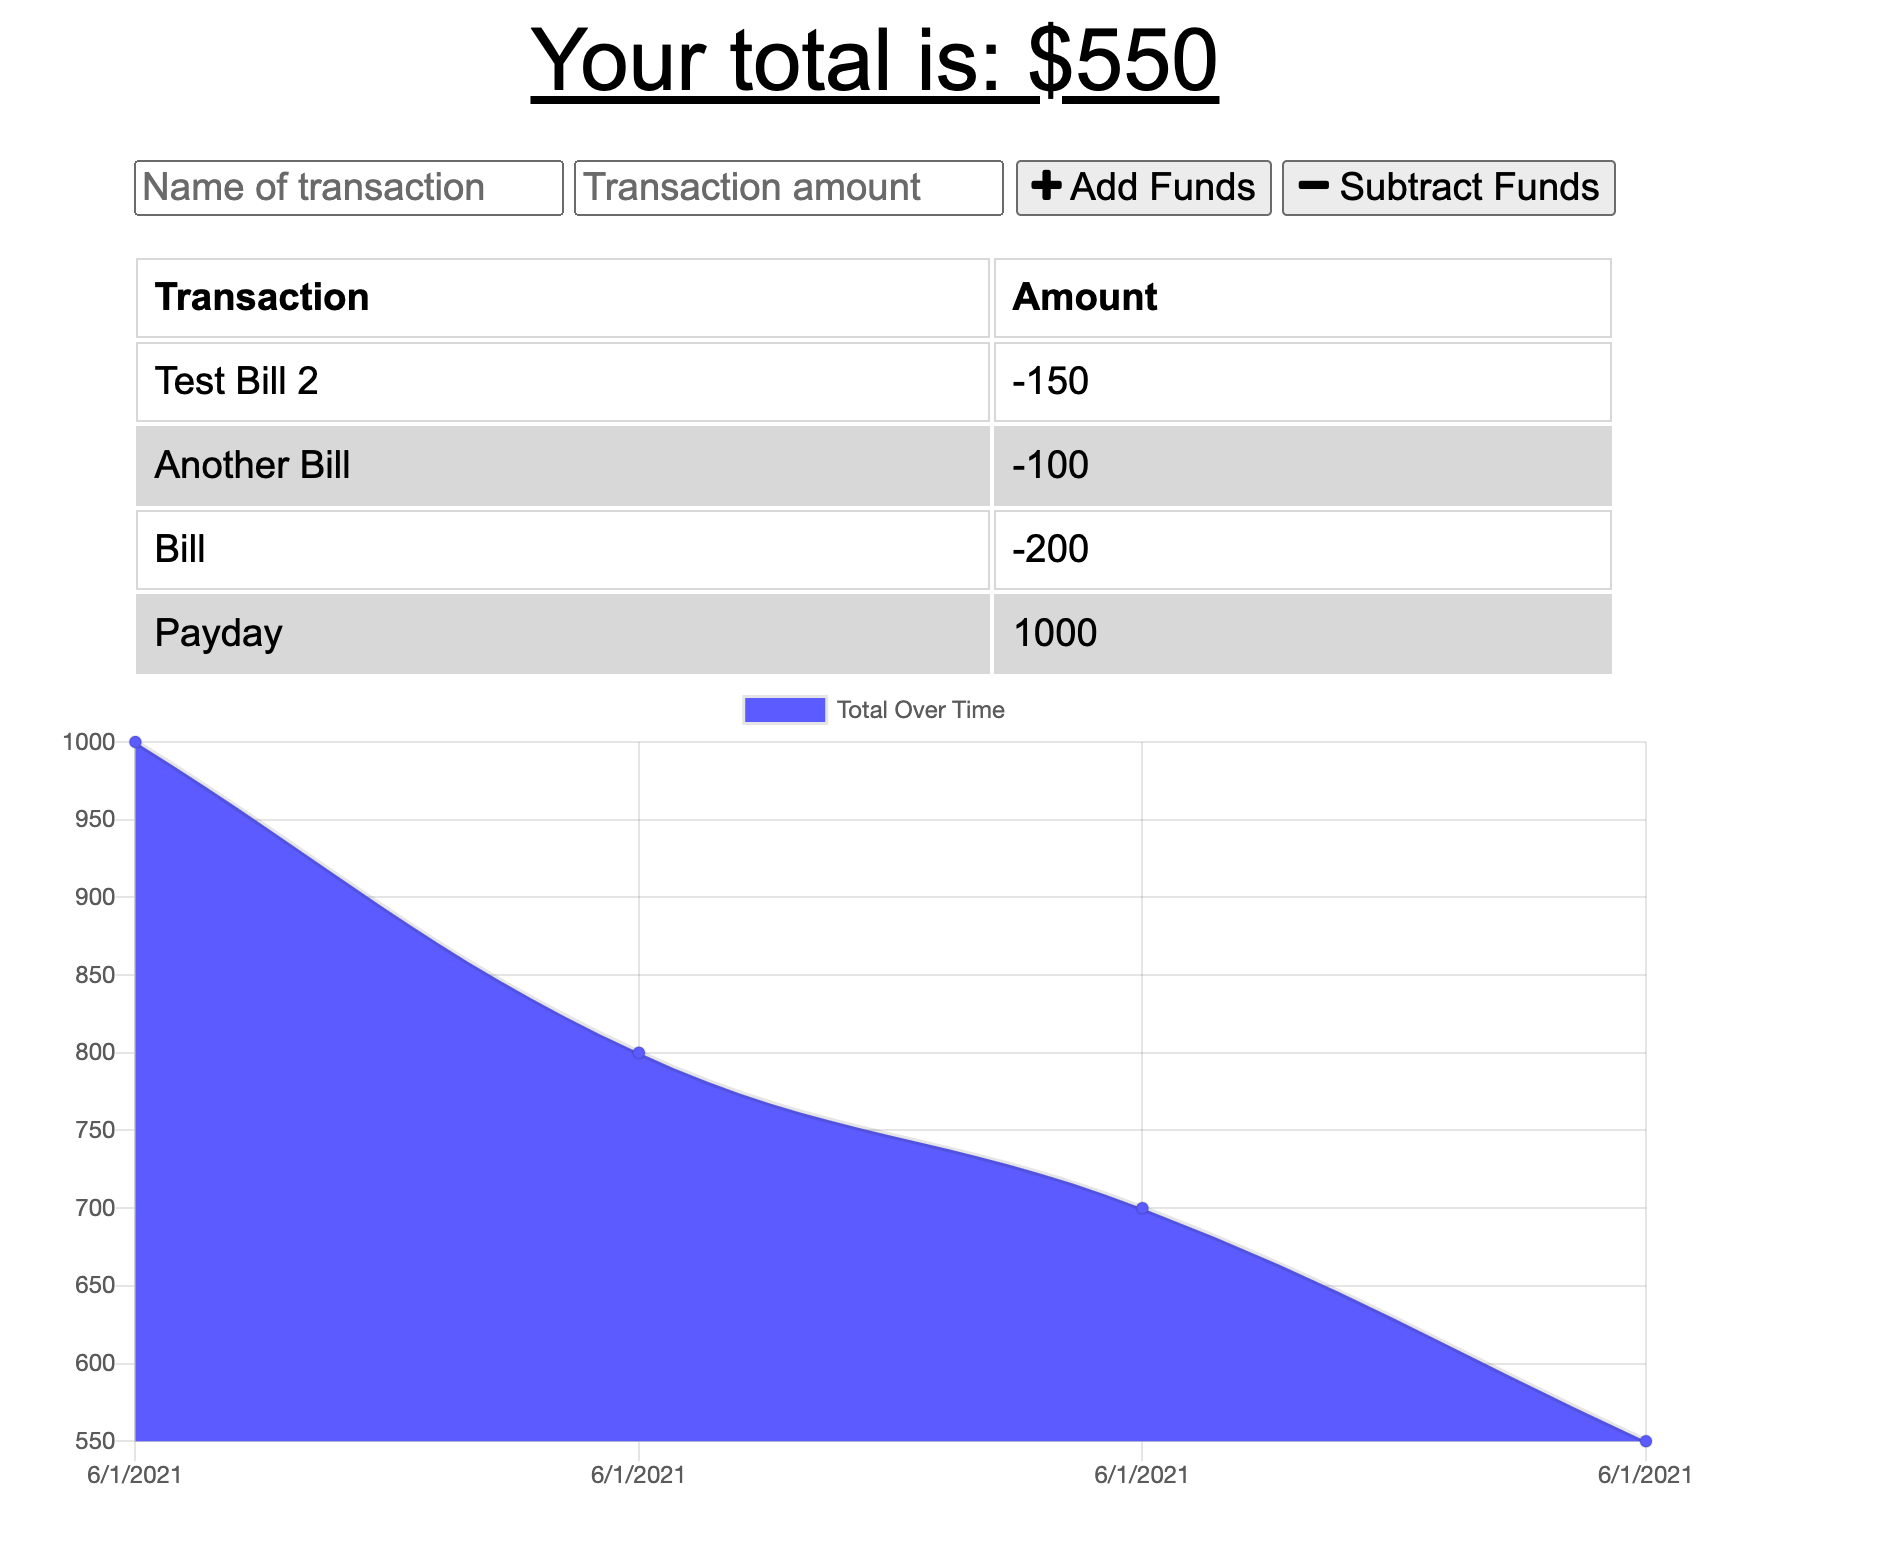 Your total is: $550
Name of transaction Transaction amount Add Funds Subtract Funds
Transaction Amount
Test Bill 2 -150
Another Bill -100
Bill -200
Payday 1000
Total Over Time
1000
950
900
850
800
750
700
650
600
550
6/1/2021 6/1/2021 6/1/2021 6/1/2021